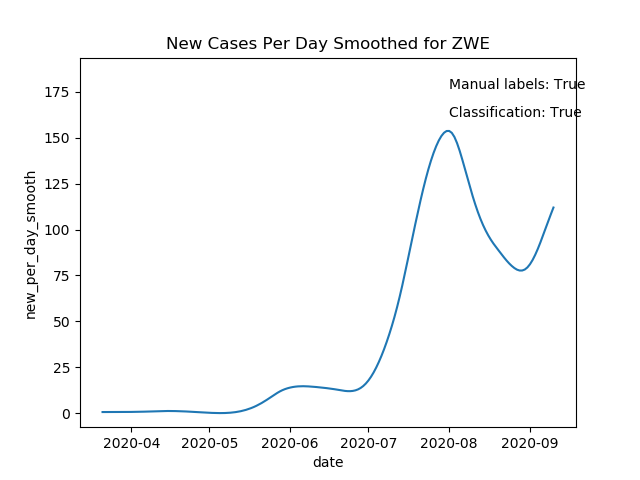 New Cases Per Day Smoothed for ZWE
Manual labels: True
Classification: True
175
150
125
100
75
50
25
0
new_per_day_smooth
2020-04 2020-05 2020-06 2020-07 2020-08 2020-09
date